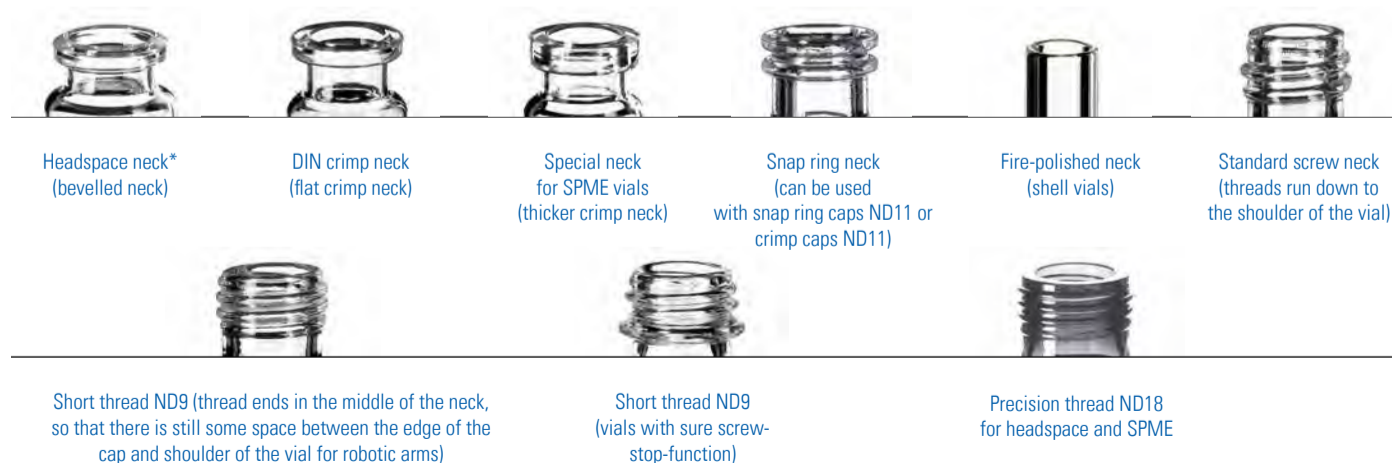 Headspace neck*
(bevelled neck)
DIN crimp neck
(flat crimp neck)
Special neck
for SPME vials
(thicker crimp neck)
Snap ring neck
(can be used
with snap ring caps ND11 or
crimp caps ND11)
Fire-polished neck
(shell vials)
Standard screw neck
(threads run down to
the shoulder of the vial)
Short thread ND9 (thread ends in the middle of the neck,
so that there is still some space between the edge of the
cap and shoulder of the vial for robotic arms)
Short thread ND9
(vials with sure screw-
stop-function)
Precision thread ND18
for headspace and SPME